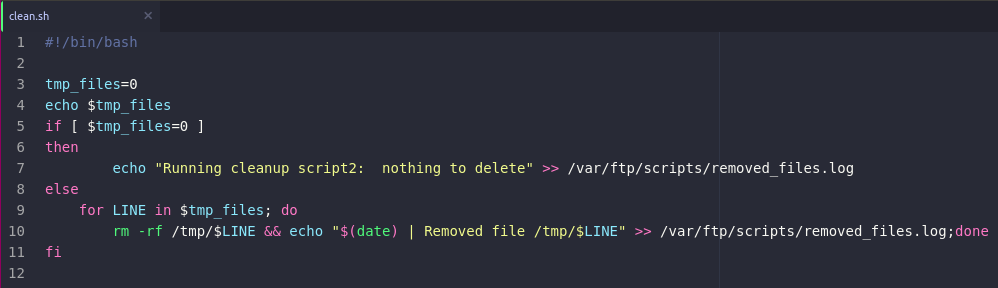 clean.sh ×
1 #!/bin/bash
2
3 tmp_files=0
4 echo $tmp_files
5 if [ $tmp_files=0 ]
6 then
7         echo "Running cleanup script2:  nothing to delete" >> /var/ftp/scripts/removed_files.log
8 else
9     for LINE in $tmp_files; do
10         rm -rf /tmp/$LINE && echo "$(date) | Removed file /tmp/$LINE" >> /var/ftp/scripts/removed_files.log;done
11 fi
12